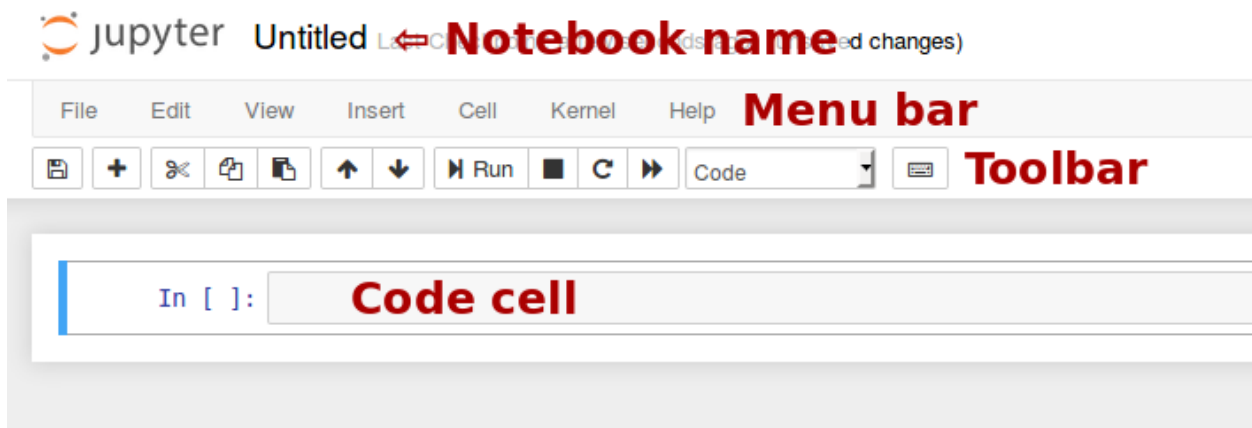 jupyter Untitled ⇐ Notebook name d changes)
File Edit View Insert Cell Kernel Help Menu bar
Run Code Toolbar
In [ ]: Code cell